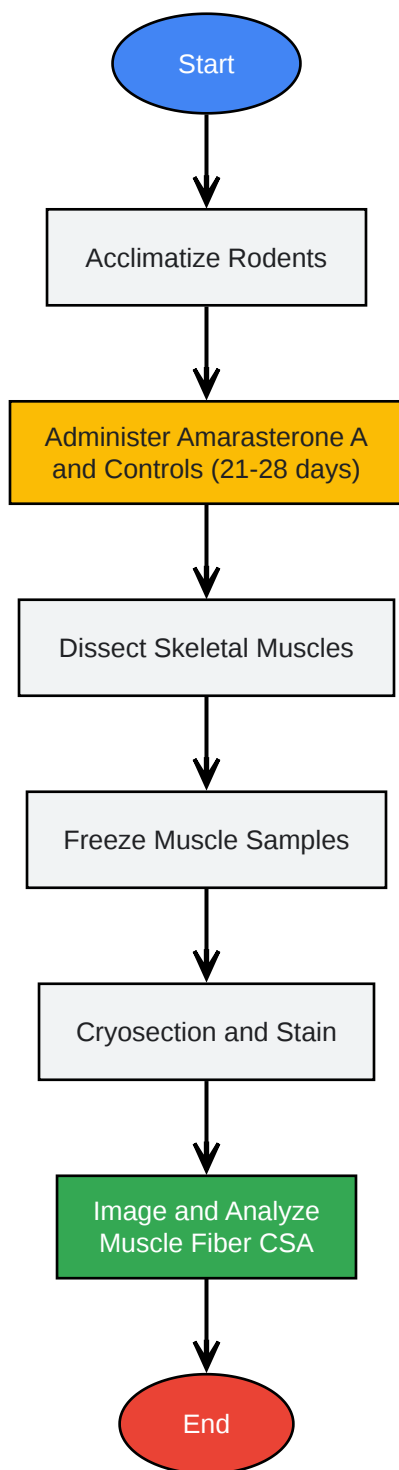 Start
Acclimatize Rodents
Administer Amarasterone A
and Controls (21-28 days)
Dissect Skeletal Muscles
Freeze Muscle Samples
Cryosection and Stain
Image and Analyze
Muscle Fiber CSA
End